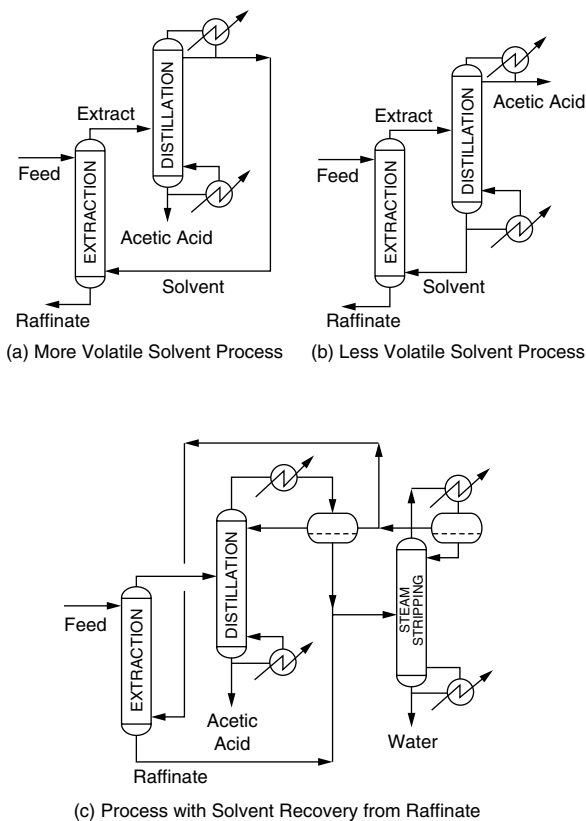 Extract
DISTILLATION
Feed
EXTRACTION
Acetic Acid
Solvent
Raffinate
(a) More Volatile Solvent Process
Extract
DISTILLATION
Acetic Acid
Feed
EXTRACTION
Solvent
Raffinate
(b) Less Volatile Solvent Process
Feed
EXTRACTION
DISTILLATION
STEAM
STRIPPING
Acetic
Acid
Water
Raffinate
(c) Process with Solvent Recovery from Raffinate